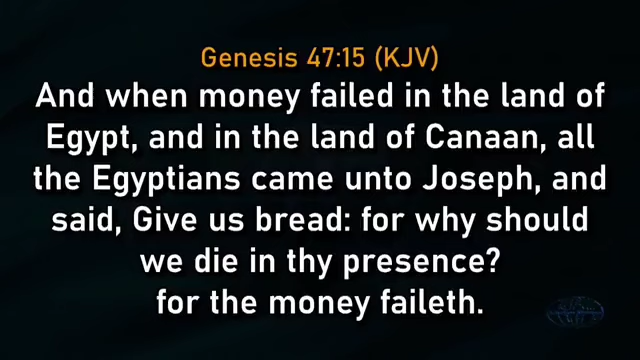 Genesis 47:15 (KJV)
And when money failed in the land of
Egypt, and in the land of Canaan, all
the Egyptians came unto Joseph, and
said, Give us bread: for why should
we die in thy presence?
for the money faileth.